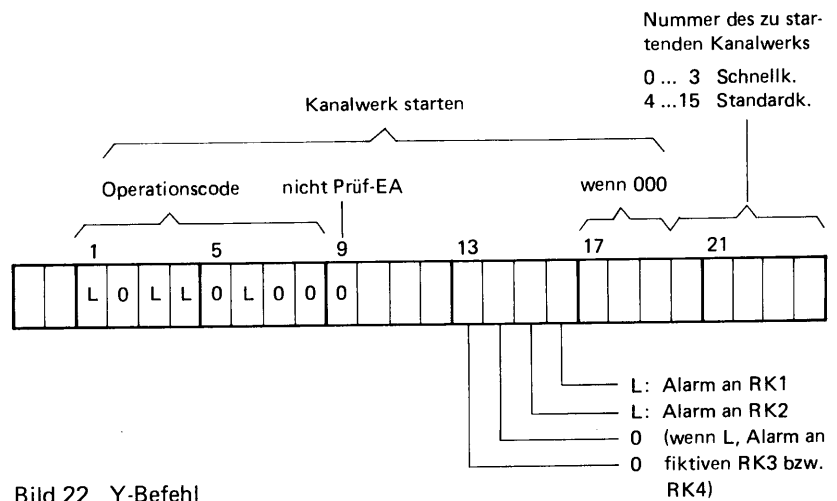 Nummer des zu star-
tenden Kanalwerks
0 ... 3 Schnellk.
4 ...15 Standardk.
Kanalwerk starten
Operationscode nicht Prüf-EA wenn 000
1 5 9 13 17 21
L 0 L L 0 L 0 0 0
L: Alarm an RK1
L: Alarm an RK2
0 (wenn L, Alarm an
0 fiktiven RK3 bzw.
RK4)
Bild 22 Y-Befehl